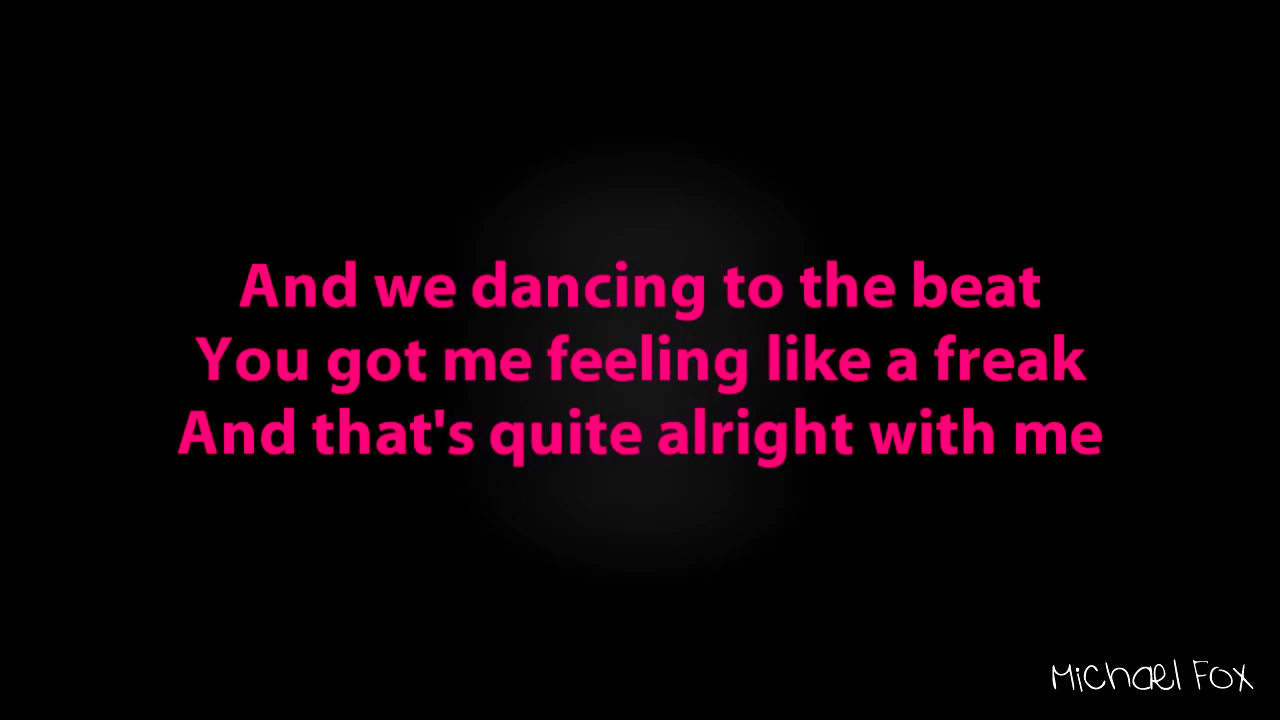 And we dancing to the beat
You got me feeling like a freak
And that's quite alright with me
Michael Fox